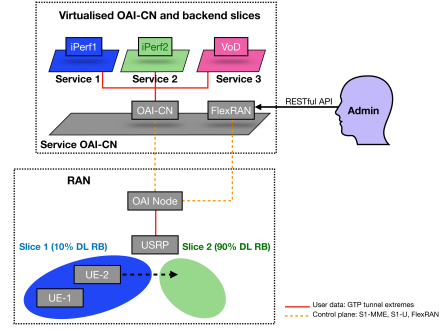 Virtualised OAI-CN and backend slices
iPerf1
iPerf2
VoD
Service 1
Service 2
Service 3
OAI-CN
FlexRAN
RESTful API
Admin
Service OAI-CN
RAN
OAI Node
Slice 1 (10% DL RB)
USRP
Slice 2 (90% DL RB)
UE-2
UE-1
User data: GTP tunnel extremes
Control plane: S1-MME, S1-U, FlexRAN